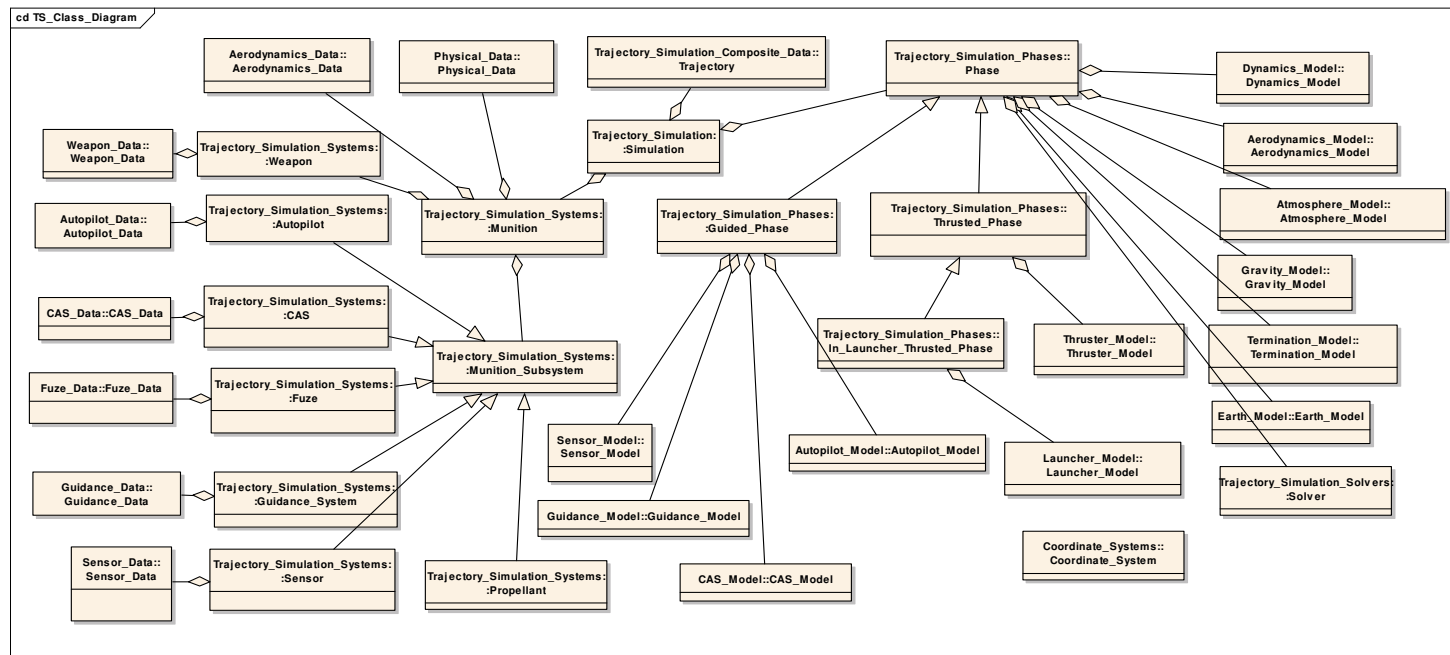 cd TS_Class_Diagram
Aerodynamics_Data::
Aerodynamics_Data
Physical_Data::
Physical_Data
Trajectory_Simulation_Composite_Data::
Trajectory
Trajectory_Simulation_Phases::
Phase
Dynamics_Model::
Dynamics_Model
Weapon_Data::
Weapon_Data
Trajectory_Simulation_Systems:
:Weapon
Trajectory_Simulation:
:Simulation
Aerodynamics_Model::
Aerodynamics_Model
Autopilot_Data::
Autopilot_Data
Trajectory_Simulation_Systems:
:Autopilot
Trajectory_Simulation_Systems:
:Munition
Trajectory_Simulation_Phases:
:Guided_Phase
Trajectory_Simulation_Phases::
Thrusted_Phase
Atmosphere_Model::
Atmosphere_Model
Gravity_Model::
Gravity_Model
CAS_Data::CAS_Data
Trajectory_Simulation_Systems:
:CAS
Trajectory_Simulation_Systems:
:Munition_Subsystem
Trajectory_Simulation_Phases:
:In_Launcher_Thrusted_Phase
Thruster_Model::
Thruster_Model
Termination_Model::
Termination_Model
Fuze_Data::Fuze_Data
Trajectory_Simulation_Systems:
:Fuze
Earth_Model::Earth_Model
Sensor_Model::
Sensor_Model
Autopilot_Model::Autopilot_Model
Launcher_Model::
Launcher_Model
Guidance_Data::
Guidance_Data
Trajectory_Simulation_Systems:
:Guidance_System
Trajectory_Simulation_Solvers:
:Solver
Guidance_Model::Guidance_Model
Sensor_Data::
Sensor_Data
Trajectory_Simulation_Systems:
:Sensor
Trajectory_Simulation_Systems:
:Propellant
CAS_Model::CAS_Model
Coordinate_Systems::
Coordinate_System